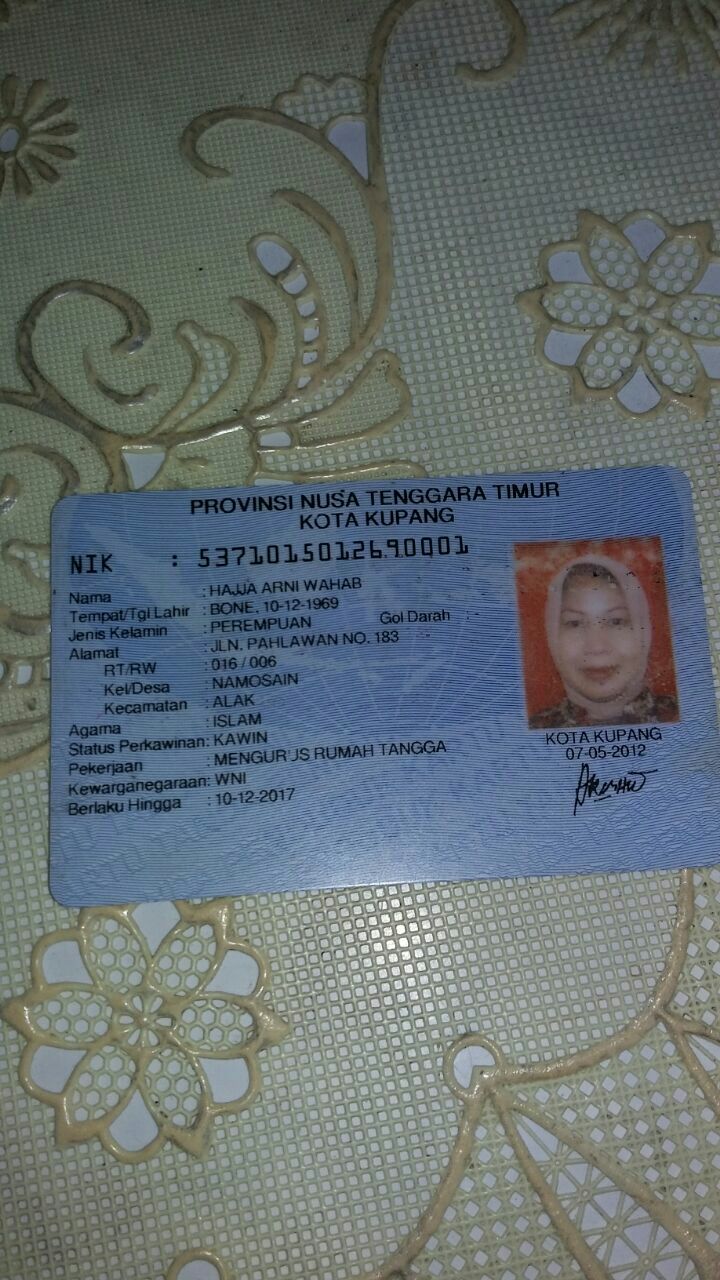 PROVINSI NUSA TENGGARA TIMUR
KOTA KUPANG
NIK : 5371015012690001
Nama : HAJJA ARNI WAHAB
Tempat/Tgl Lahir : BONE, 10-12-1969
Jenis Kelamin : PEREMPUAN Gol Darah :
Alamat : JLN. PAHLAWAN NO. 183
RT/RW : 016 / 006
Kel/Desa : NAMOSAIN
Kecamatan : ALAK
Agama : ISLAM
Status Perkawinan: KAWIN
Pekerjaan : MENGURUS RUMAH TANGGA
Kewarganegaraan: WNI
Berlaku Hingga : 10-12-2017
KOTA KUPANG
07-05-2012